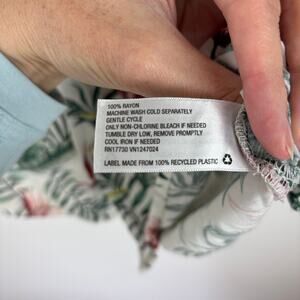 100% RAYON
MACHINE WASH COLD SEPARATELY
GENTLE CYCLE
ONLY NON-CHLORINE BLEACH IF NEEDED
TUMBLE DRY LOW, REMOVE PROMPTLY
COOL IRON IF NEEDED
RN17730 VN1247024
LABEL MADE FROM 100% RECYCLED PLASTIC